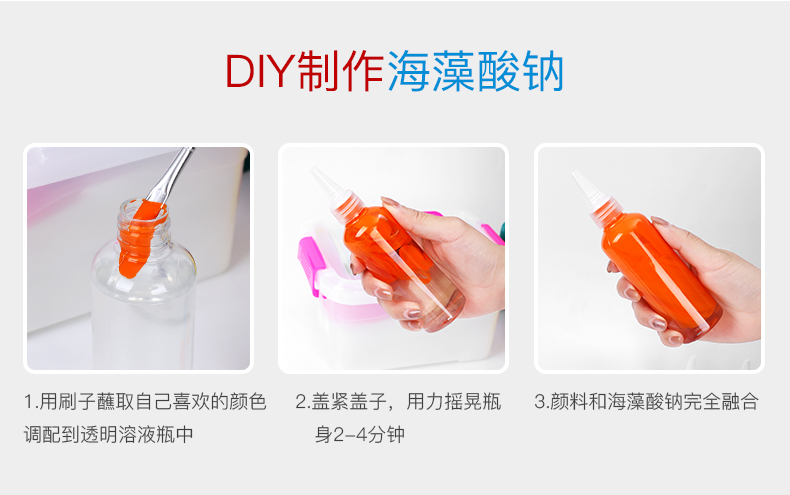 DIY制作海藻酸钠
1.用刷子蘸取自己喜欢的颜色
调配到透明溶液瓶中
2.盖紧盖子，用力摇晃瓶
身2-4分钟
3.颜料和海藻酸钠完全融合